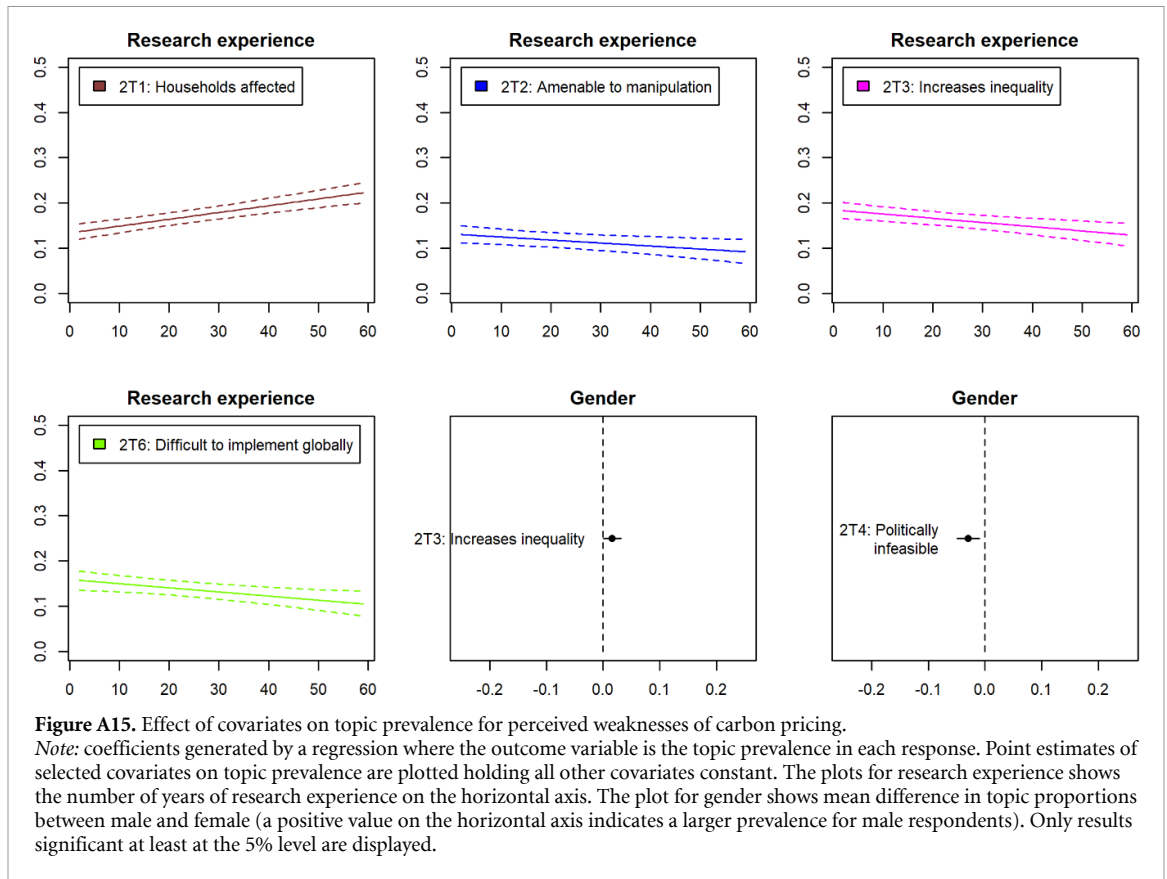 Research experience
2T1: Households affected
0.0 0.1 0.2 0.3 0.4 0.5
0 10 20 30 40 50 60
Research experience
2T2: Amenable to manipulation
0.0 0.1 0.2 0.3 0.4 0.5
0 10 20 30 40 50 60
Research experience
2T3: Increases inequality
0.0 0.1 0.2 0.3 0.4 0.5
0 10 20 30 40 50 60
Research experience
2T6: Difficult to implement globally
0.0 0.1 0.2 0.3 0.4 0.5
0 10 20 30 40 50 60
Gender
2T3: Increases inequality
-0.2 -0.1 0.0 0.1 0.2
Gender
2T4: Politically
infeasible
-0.2 -0.1 0.0 0.1 0.2
Figure A15. Effect of covariates on topic prevalence for perceived weaknesses of carbon pricing.
Note: coefficients generated by a regression where the outcome variable is the topic prevalence in each response. Point estimates of
selected covariates on topic prevalence are plotted holding all other covariates constant. The plots for research experience shows
the number of years of research experience on the horizontal axis. The plot for gender shows mean difference in topic proportions
between male and female (a positive value on the horizontal axis indicates a larger prevalence for male respondents). Only results
significant at least at the 5% level are displayed.